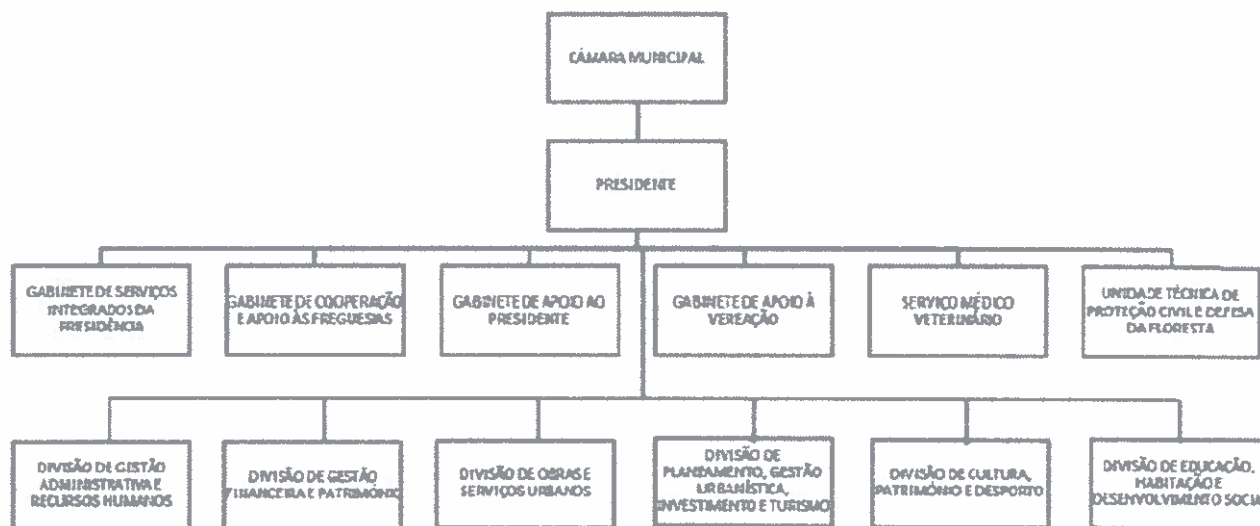 CÂMARA MUNICIPAL
PRESIDENTE
GABINETE DE SERVIÇOS
INTEGRADOS DA
PRESIDÊNCIA
GABINETE DE COOPERAÇÃO
E APOIO ÀS FREGUESIAS
GABINETE DE APOIO AO
PRESIDENTE
GABINETE DE APOIO À
VEREAÇÃO
SERVIÇO MÉDICO
VETERINÁRIO
UNIDADE TÉCNICA DE
PROTEÇÃO CIVIL E DEFESA
DA FLORESTA
DIVISÃO DE GESTÃO
ADMINISTRATIVA E
RECURSOS HUMANOS
DIVISÃO DE GESTÃO
FINANCEIRA E PATRIMÓNIO
DIVISÃO DE OBRAS E
SERVIÇOS URBANOS
DIVISÃO DE
PLANEAMENTO, GESTÃO
URBANÍSTICA,
INVESTIMENTO E TURISMO
DIVISÃO DE CULTURA,
PATRIMÓNIO E DESPORTO
DIVISÃO DE EDUCAÇÃO,
HABITAÇÃO E
DESENVOLVIMENTO SOCIAL